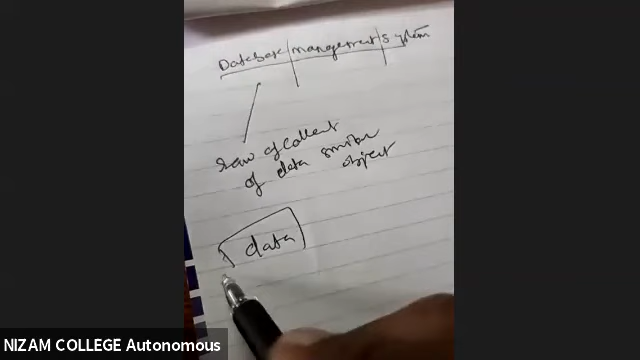 Database management system
raw of collect
of data similar
object
data
NIZAM COLLEGE Autonomous